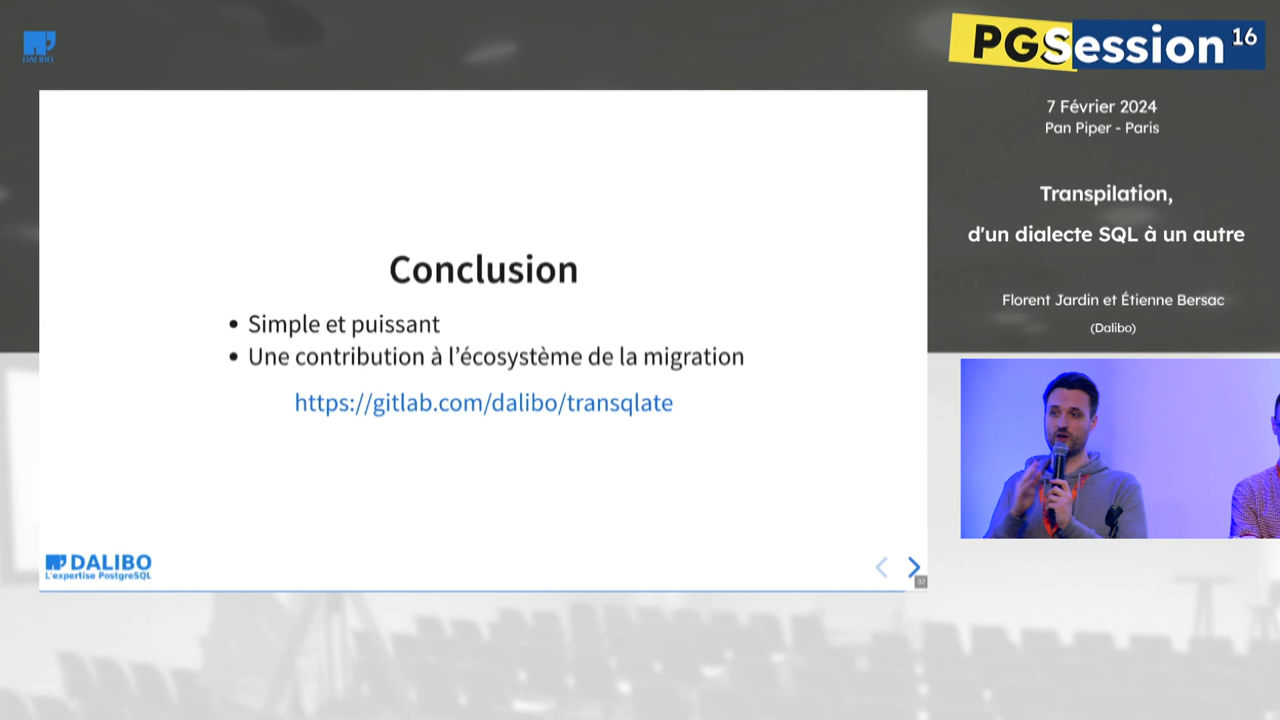 DALIBO
PGSession 16
7 Février 2024
Pan Piper - Paris
Transpilation,
d'un dialecte SQL à un autre
Florent Jardin et Étienne Bersac
(Dalibo)
Conclusion
• Simple et puissant
• Une contribution à l’écosystème de la migration
https://gitlab.com/dalibo/transqlate
DALIBO
L'expertise PostgreSQL